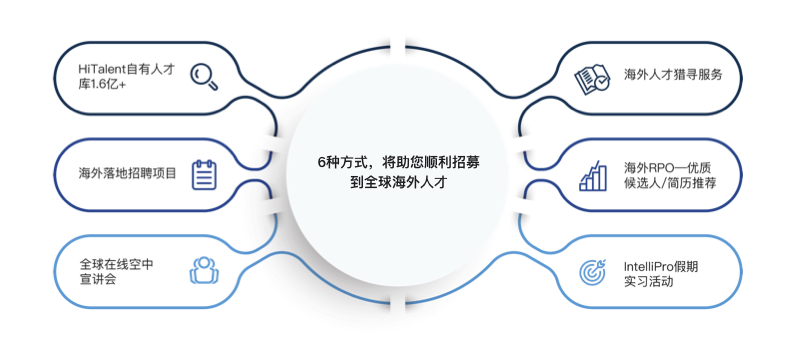 HiTalent自有人才
库1.6亿+
海外落地招聘项目
全球在线空中
宣讲会
6种方式，将助您顺利招募
到全球海外人才
海外人才猎寻服务
海外RPO—优质
候选人/简历推荐
IntelliPro假期
实习活动